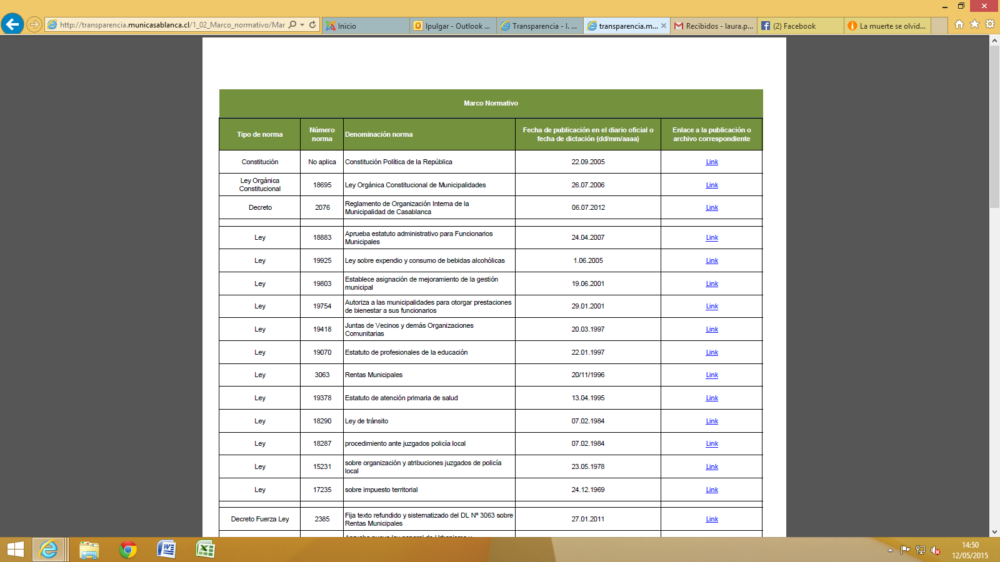 http://transparencia.municasablanca.cl/1_02_Marco_normativo/Mar
Inicio
lpulgar - Outlook ...
Transparencia - I. ...
transparencia.m...
Recibidos - laura.p...
(2) Facebook
La muerte se olvid...
Marco Normativo
Tipo de norma
Número
norma
Denominación norma
Fecha de publicación en el diario oficial o
fecha de dictación (dd/mm/aaaa)
Enlace a la publicación o
archivo correspondiente
Constitución No aplica Constitución Política de la República 22.09.2005 Link
Ley Orgánica
Constitucional 18695 Ley Orgánica Constitucional de Municipalidades 26.07.2006 Link
Decreto 2076 Reglamento de Organización Interna de la
Municipalidad de Casablanca 06.07.2012 Link
Ley 18883 Aprueba estatuto administrativo para Funcionarios
Municipales 24.04.2007 Link
Ley 19925 Ley sobre expendio y consumo de bebidas alcohólicas 1.06.2005 Link
Ley 19803 Establece asignación de mejoramiento de la gestión
municipal 19.06.2001 Link
Ley 19754 Autoriza a las municipalidades para otorgar prestaciones
de bienestar a sus funcionarios 29.01.2001 Link
Ley 19418 Juntas de Vecinos y demás Organizaciones
Comunitarias 20.03.1997 Link
Ley 19070 Estatuto de profesionales de la educación 22.01.1997 Link
Ley 3063 Rentas Municipales 20/11/1996 Link
Ley 19378 Estatuto de atención primaria de salud 13.04.1995 Link
Ley 18290 Ley de tránsito 07.02.1984 Link
Ley 18287 procedimiento ante juzgados policía local 07.02.1984 Link
Ley 15231 sobre organización y atribuciones juzgados de policía
local 23.05.1978 Link
Ley 17235 sobre impuesto territorial 24.12.1969 Link
Decreto Fuerza Ley 2385 Fija texto refundido y sistematizado del DL Nº 3063 sobre
Rentas Municipales 27.01.2011 Link
14:50
12/05/2015